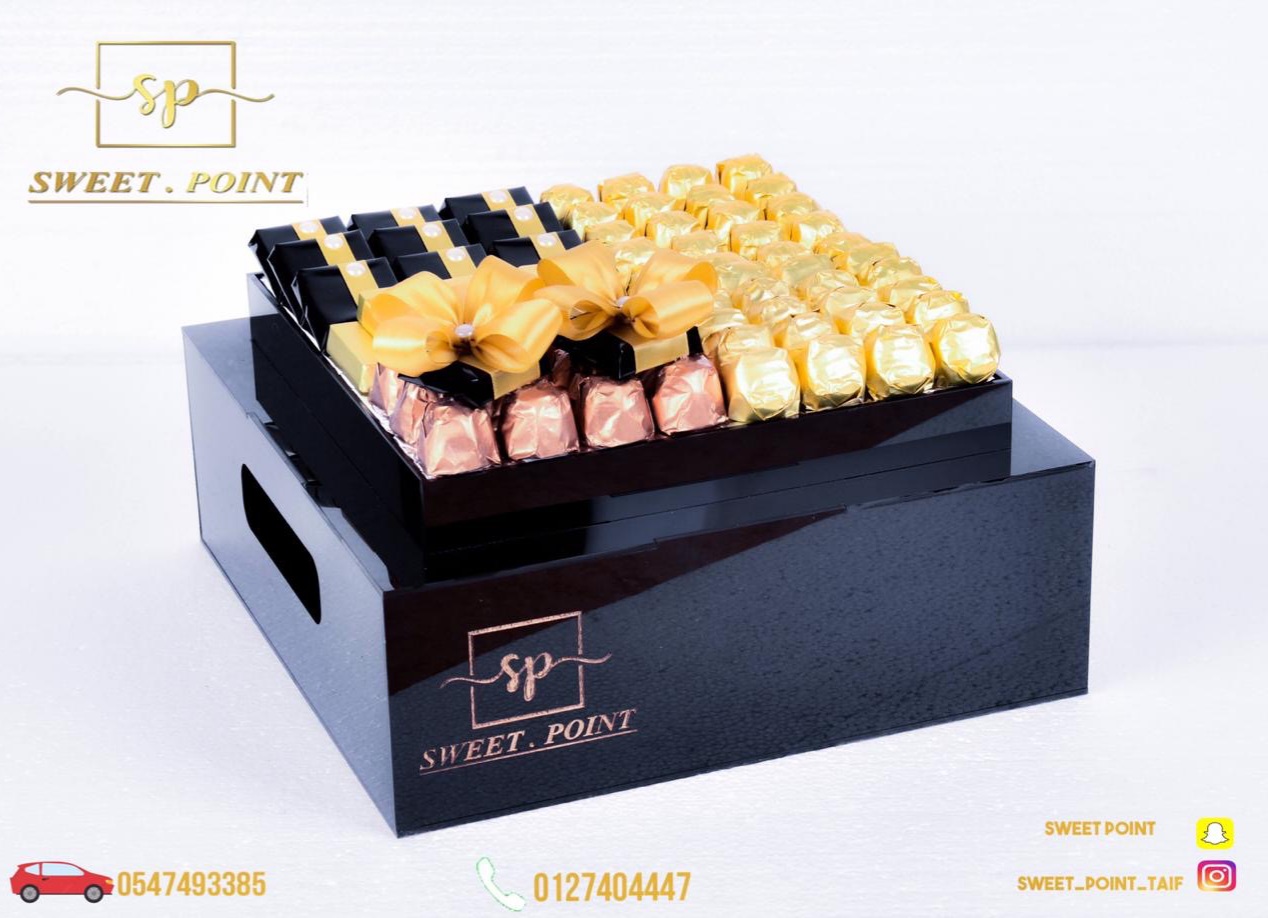 sp
SWEET . POINT
sp
SWEET . POINT
SWEET POINT
0547493385
0127404447
SWEET_POINT_TAIF